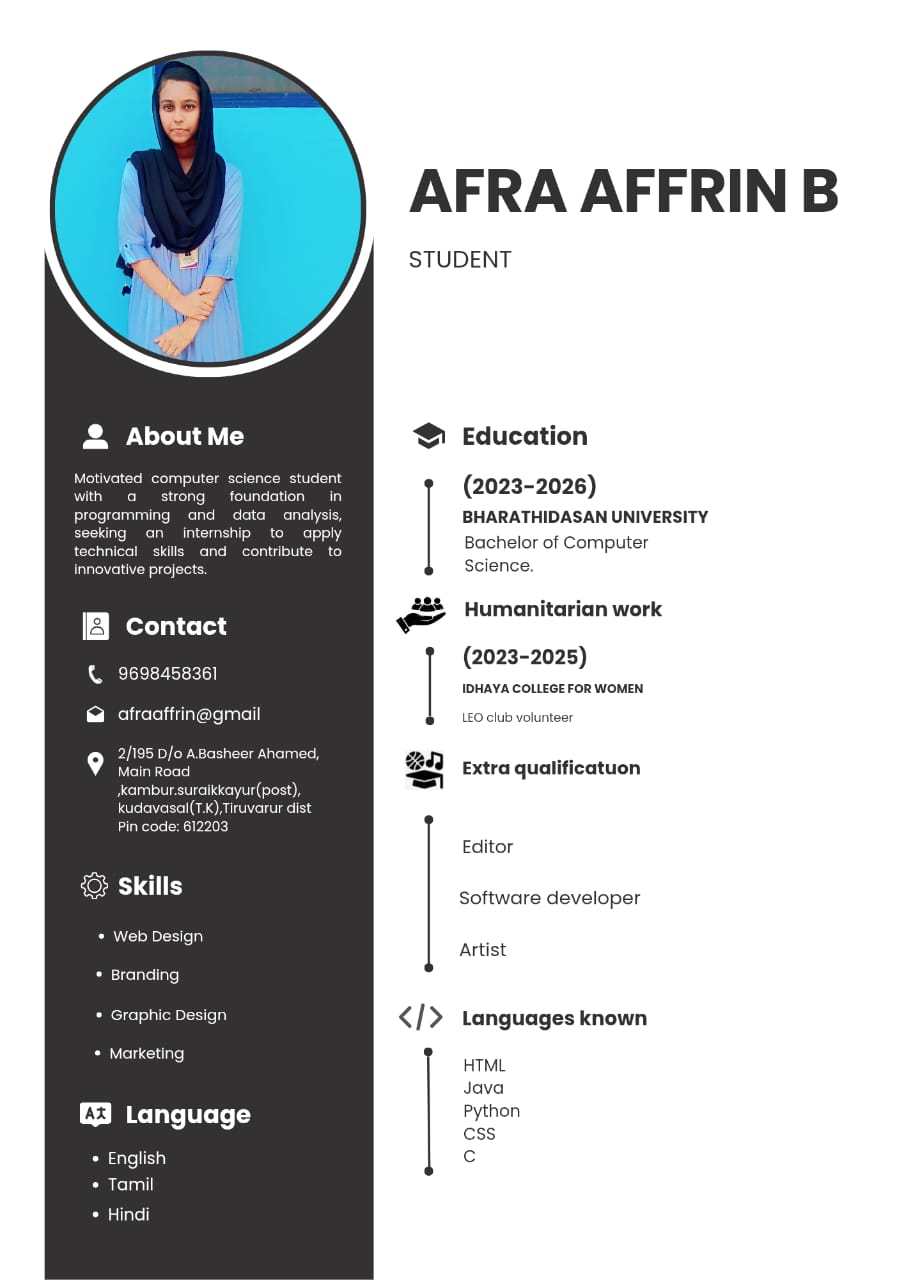 AFRA AFFRIN B
STUDENT
About Me
Motivated computer science student
with a strong foundation in
programming and data analysis,
seeking an internship to apply
technical skills and contribute to
innovative projects.
Contact
9698458361
afraaffrin@gmail
2/195 D/o A.Basheer Ahamed,
Main Road
,kambur.suraikkayur(post),
kudavasal(T.K),Tiruvarur dist
Pin code: 612203
Skills
• Web Design
• Branding
• Graphic Design
• Marketing
Language
• English
• Tamil
• Hindi
Education
(2023-2026)
BHARATHIDASAN UNIVERSITY
Bachelor of Computer
Science.
Humanitarian work
(2023-2025)
IDHAYA COLLEGE FOR WOMEN
LEO club volunteer
Extra qualificatuon
Editor
Software developer
Artist
Languages known
HTML
Java
Python
CSS
C